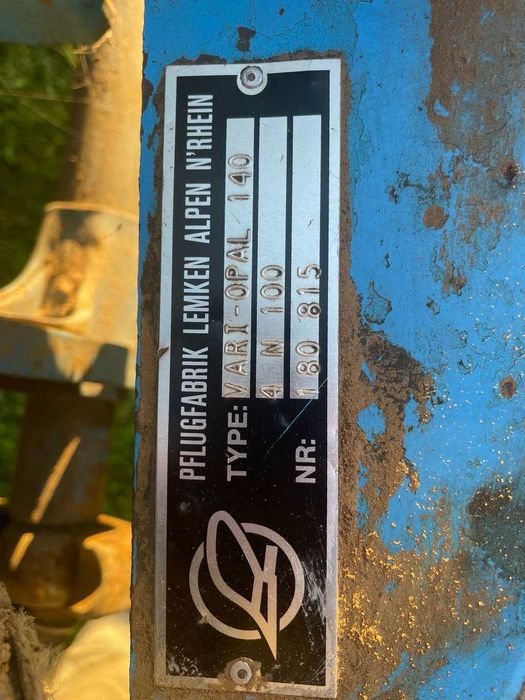 PFLUGFABRIK LEMKEN ALPEN N'RHEIN
TYPE: VARI-OPAL 140
4 N 100
NR: 180 815